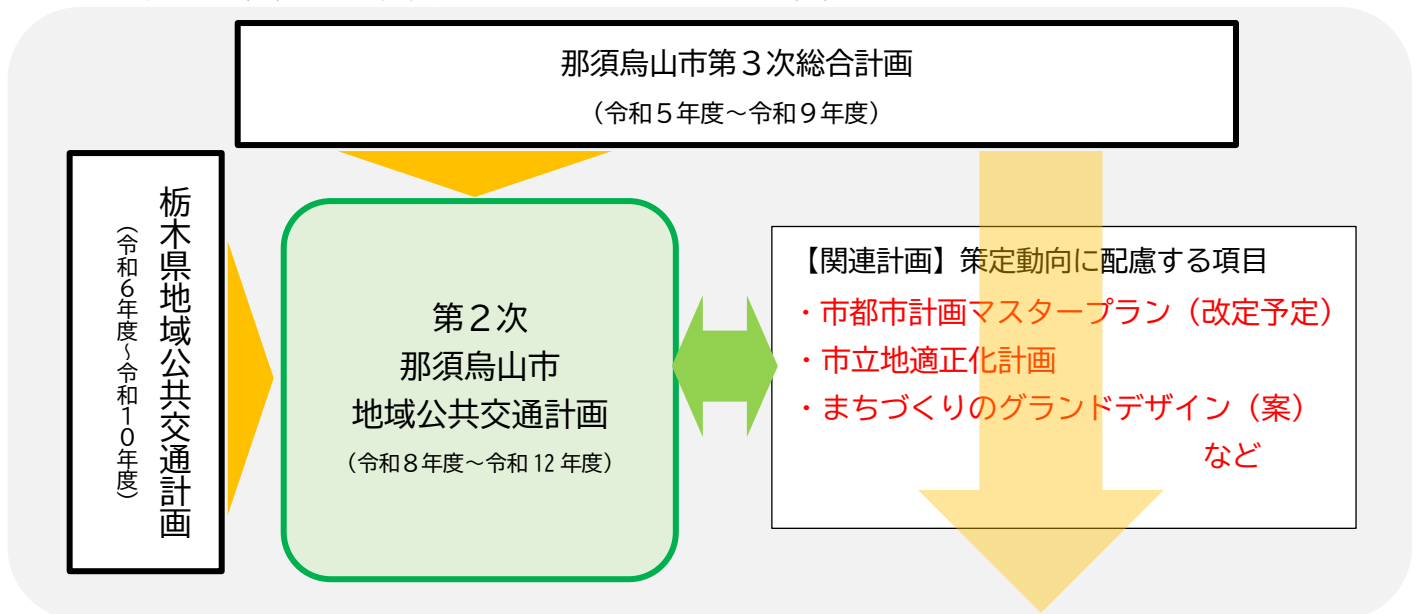 那須烏山市第３次総合計画
（令和５年度～令和９年度）
栃木県地域公共交通計画
（令和６年度～令和１０年度）
第２次
那須烏山市
地域公共交通計画
（令和８年度～令和 12 年度）
【関連計画】策定動向に配慮する項目
・市都市計画マスタープラン（改定予定）
・市立地適正化計画
・まちづくりのグランドデザイン（案）
など